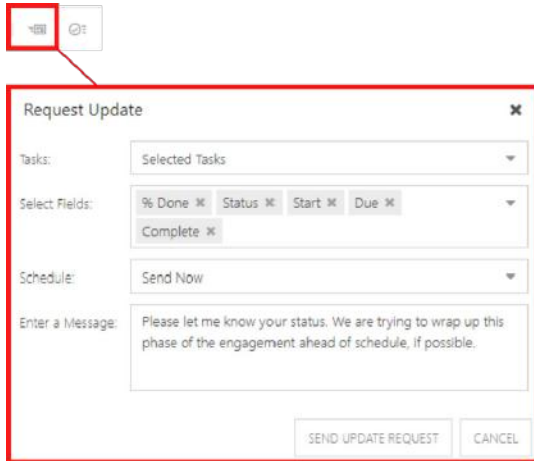 Request Update
Tasks:
Selected Tasks
Select Fields:
% Done Status Start Due
Complete
Schedule:
Send Now
Enter a Message:
Please let me know your status. We are trying to wrap up this
phase of the engagement ahead of schedule, if possible.
SEND UPDATE REQUEST CANCEL